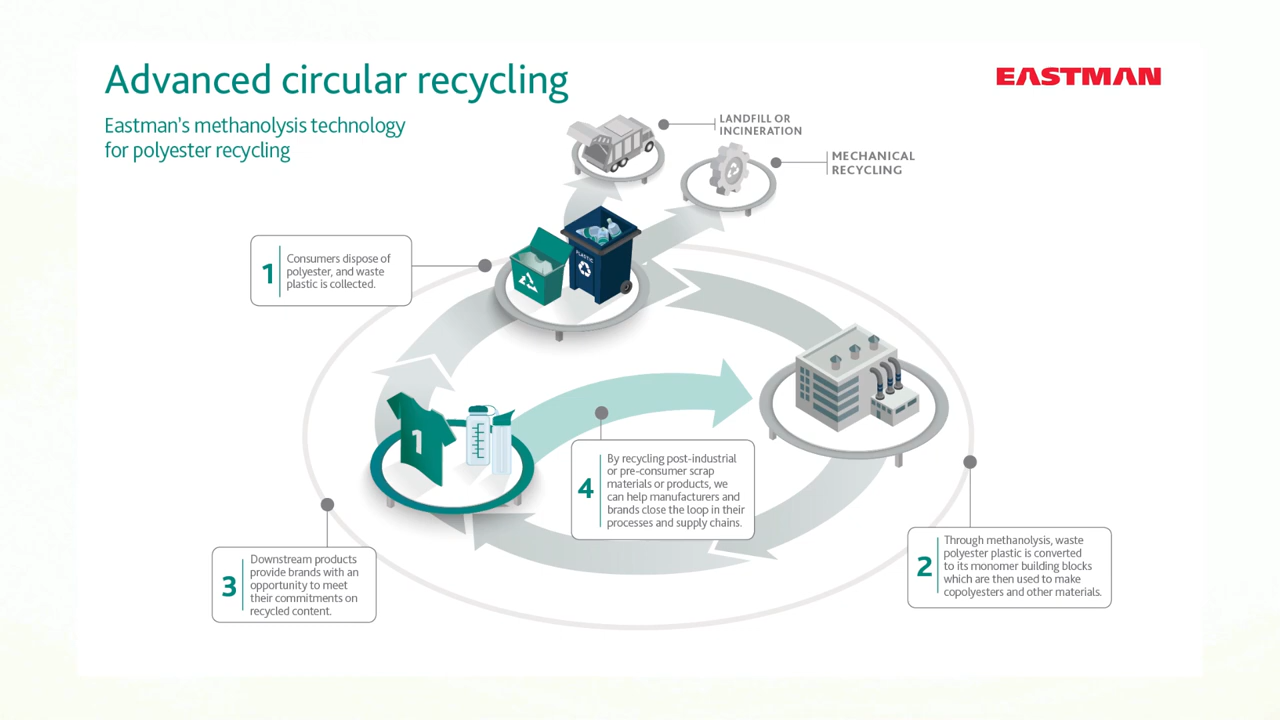 Advanced circular recycling
EASTMAN
Eastman's methanolysis technology
for polyester recycling
LANDFILL OR
INCINERATION
MECHANICAL
RECYCLING
PLASTIC
1
Consumers dispose of
polyester, and waste
plastic is collected.
1
4
By recycling post-industrial
or pre-consumer scrap
materials or products, we
can help manufacturers and
brands close the loop in their
processes and supply chains.
3
Downstream products
provide brands with an
opportunity to meet
their commitments on
recycled content.
2
Through methanolysis, waste
polyester plastic is converted
to its monomer building blocks
which are then used to make
copolyesters and other materials.